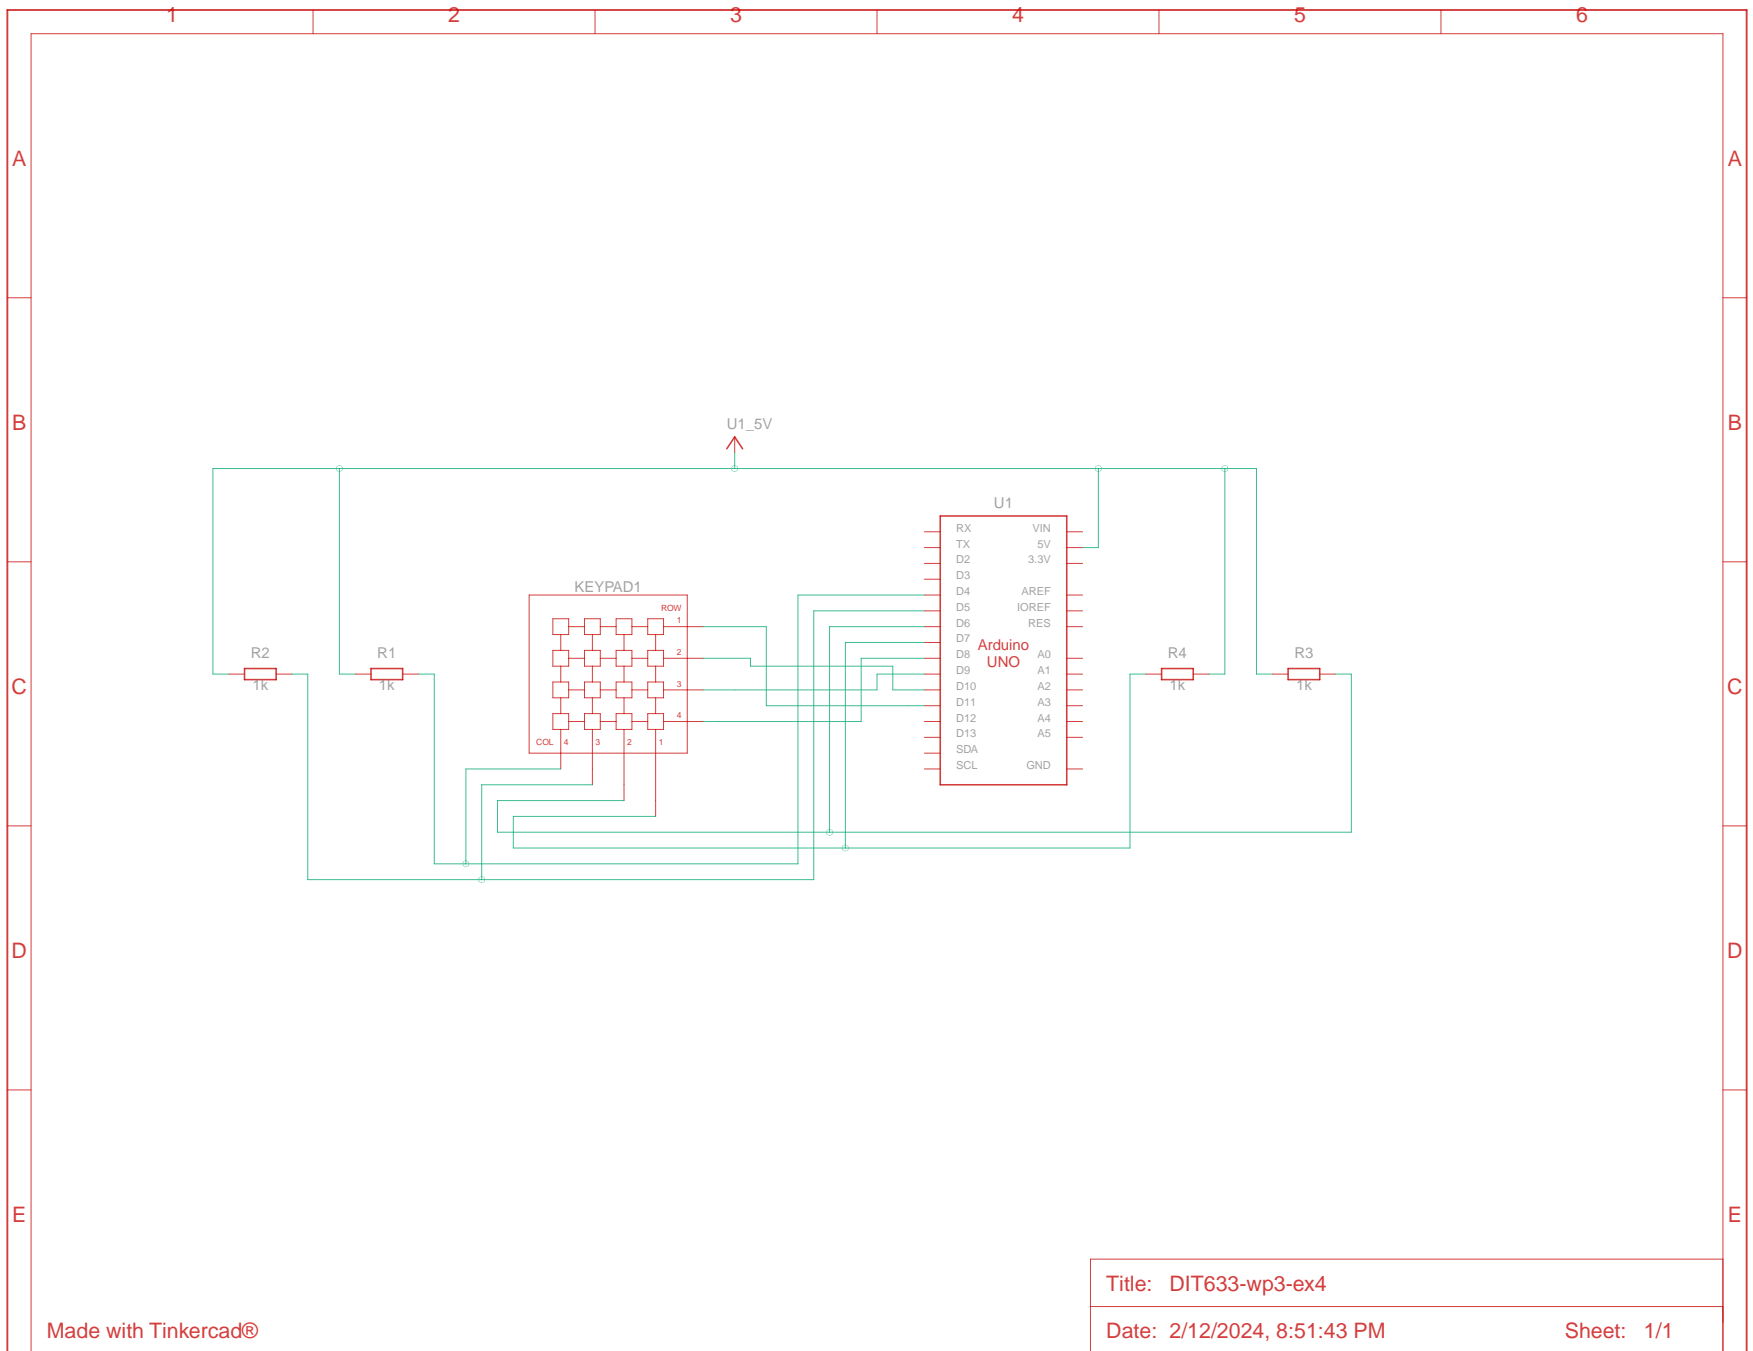 1 2 3 4 5 6
A A
B B
U1_5V
U1
RX VIN
TX 5V
D2 3.3V
D3
KEYPAD1
D4 AREF
ROW
D5 IOREF
1
D6 RES
D7
Arduino
UNO
R2
1k
R1
1k
2
D8 A0
R4
1k
R3
1k
D9 A1
C C
3
D10 A2
D11 A3
4
D12 A4
D13 A5
COL 4 3 2 1
SDA
SCL GND
D D
E E
Title: DIT633-wp3-ex4
Made with Tinkercad®
Date: 2/12/2024, 8:51:43 PM Sheet: 1/1